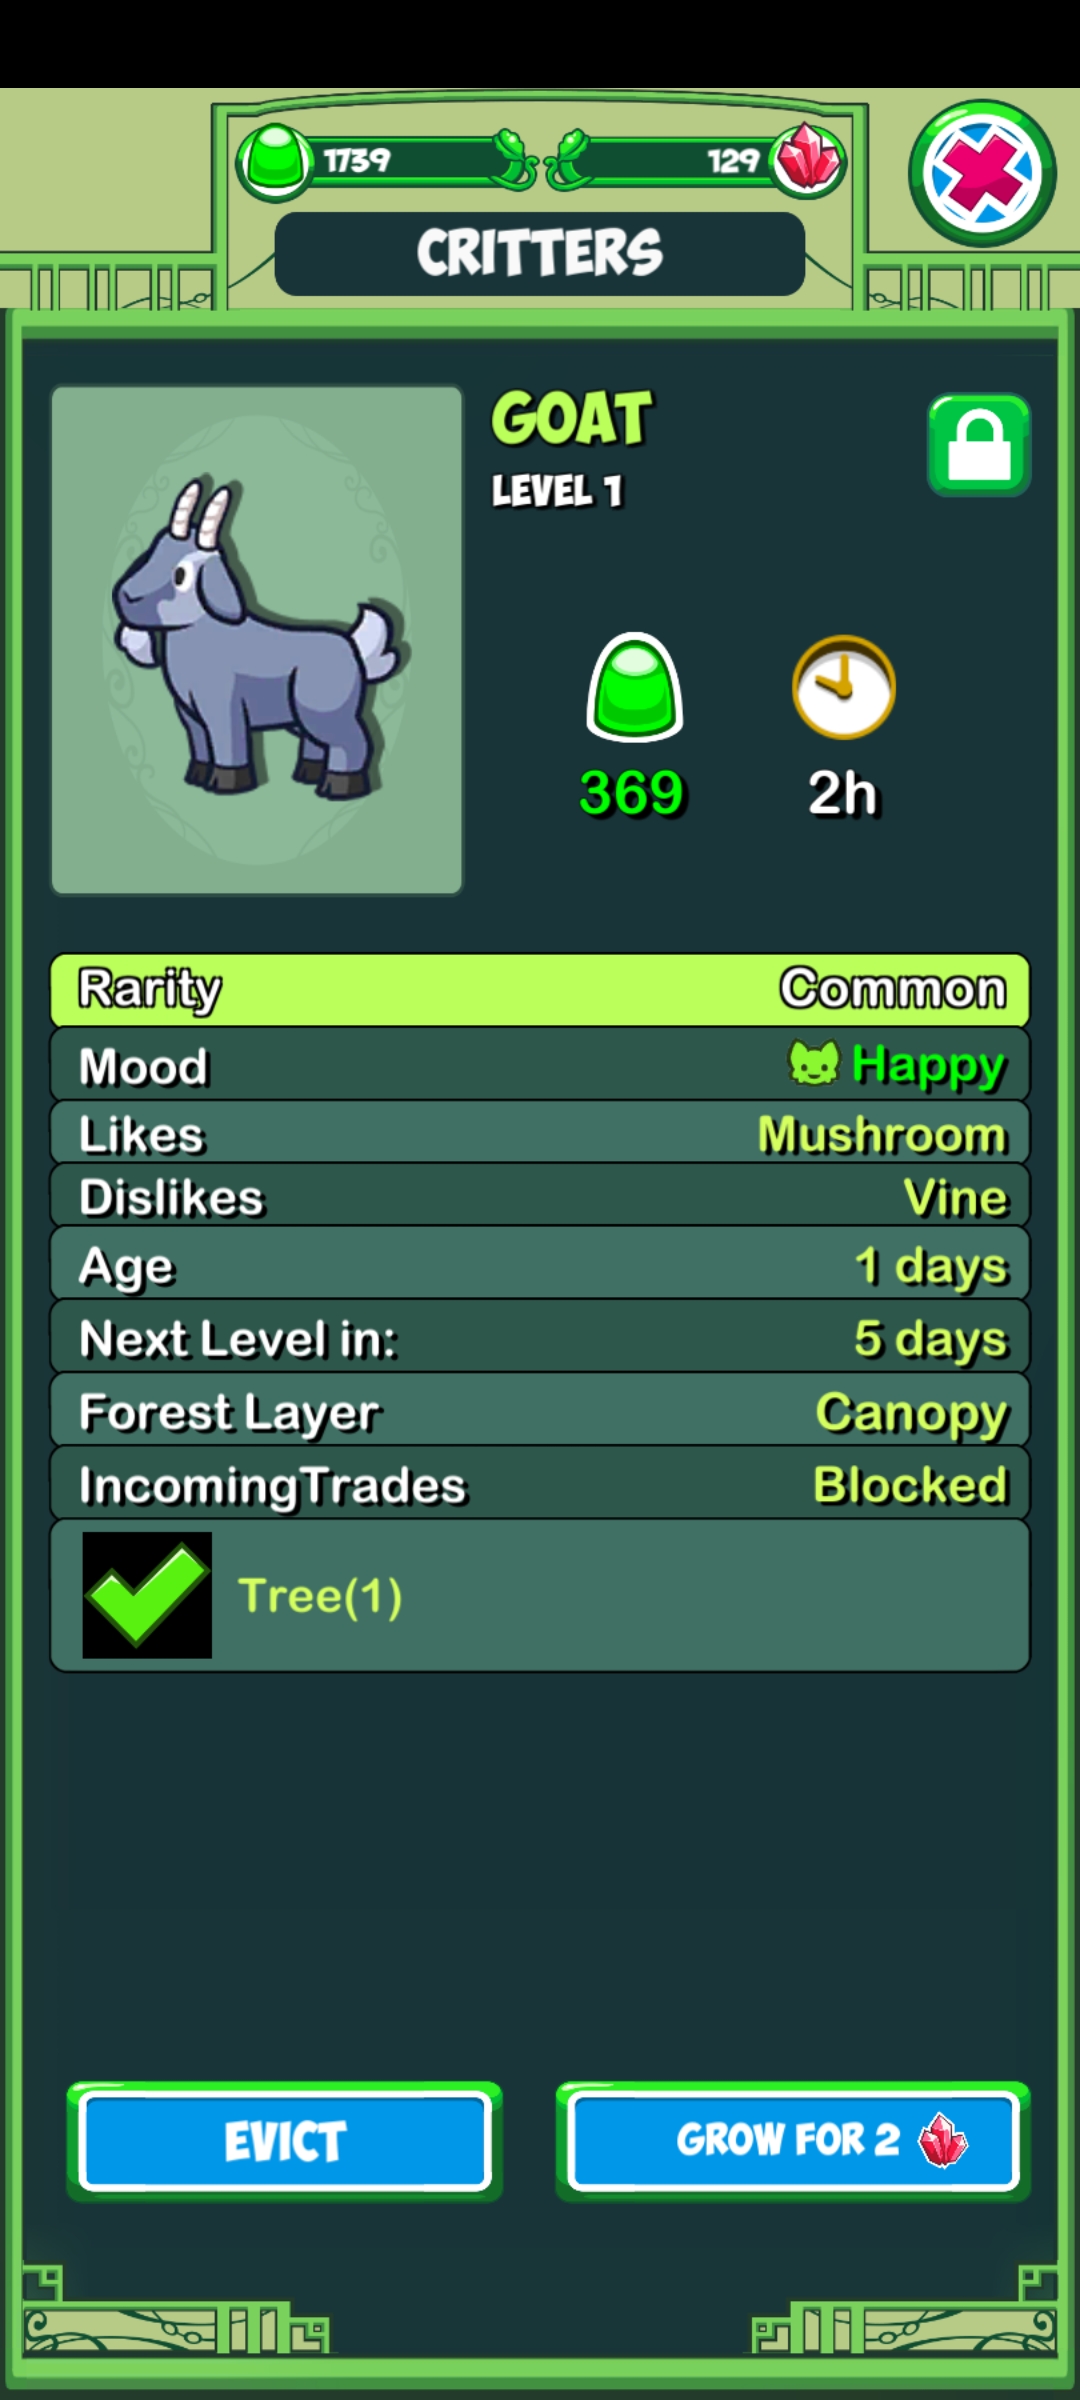 1739
129
CRITTERS
GOAT
LEVEL 1
369
2h
Rarity Common
Mood Happy
Likes Mushroom
Dislikes Vine
Age 1 days
Next Level in: 5 days
Forest Layer Canopy
IncomingTrades Blocked
Tree(1)
EVICT
GROW FOR 2